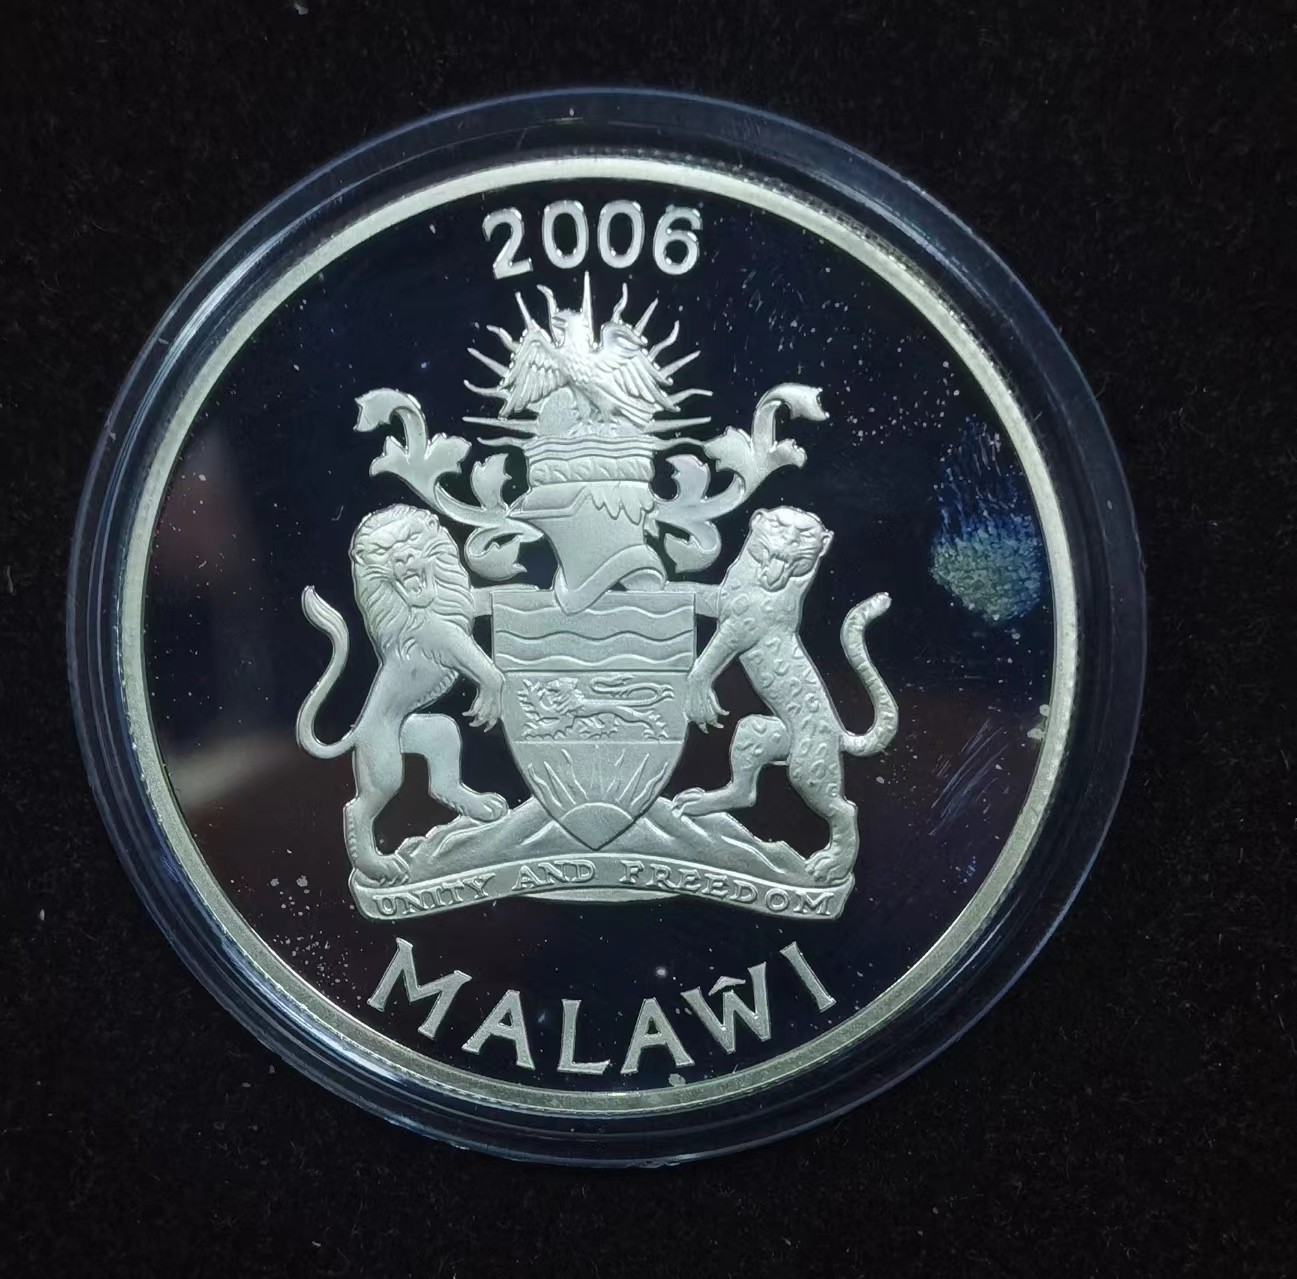 2006
UNITY AND FREEDOM
MALAŴI